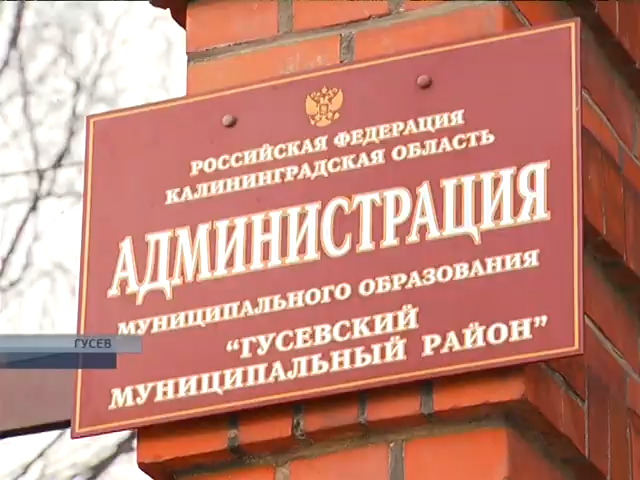 РОССИЙСКАЯ ФЕДЕРАЦИЯ
КАЛИНИНГРАДСКАЯ ОБЛАСТЬ
АДМИНИСТРАЦИЯ
МУНИЦИПАЛЬНОГО ОБРАЗОВАНИЯ
“ГУСЕВСКИЙ
МУНИЦИПАЛЬНЫЙ РАЙОН”
ГУСЕВ